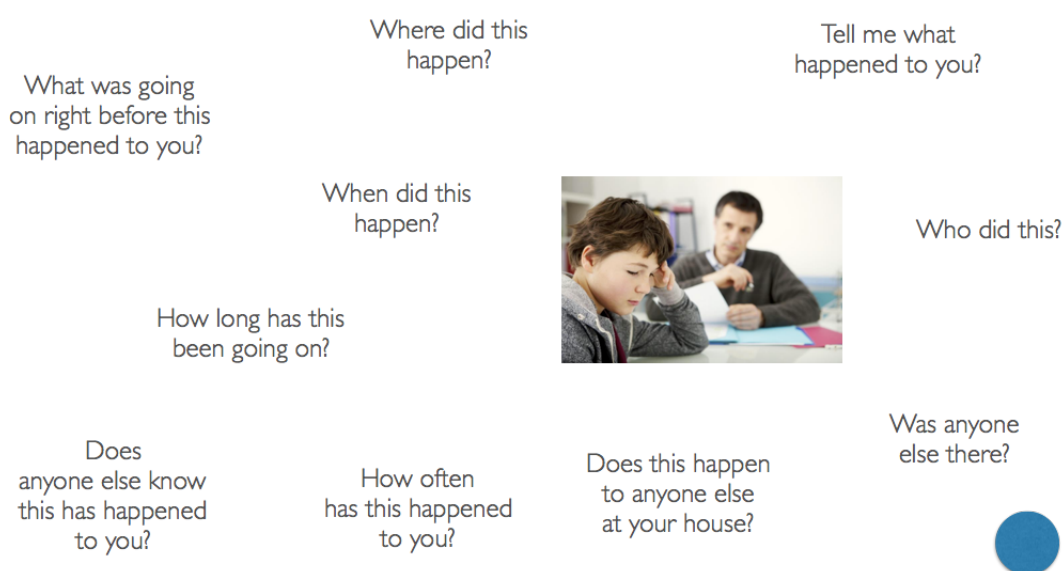 Where did this
happen?
Tell me what
happened to you?
What was going
on right before this
happened to you?
When did this
happen?
Who did this?
How long has this
been going on?
Was anyone
else there?
Does
anyone else know
this has happened
to you?
How often
has this happened
to you?
Does this happen
to anyone else
at your house?